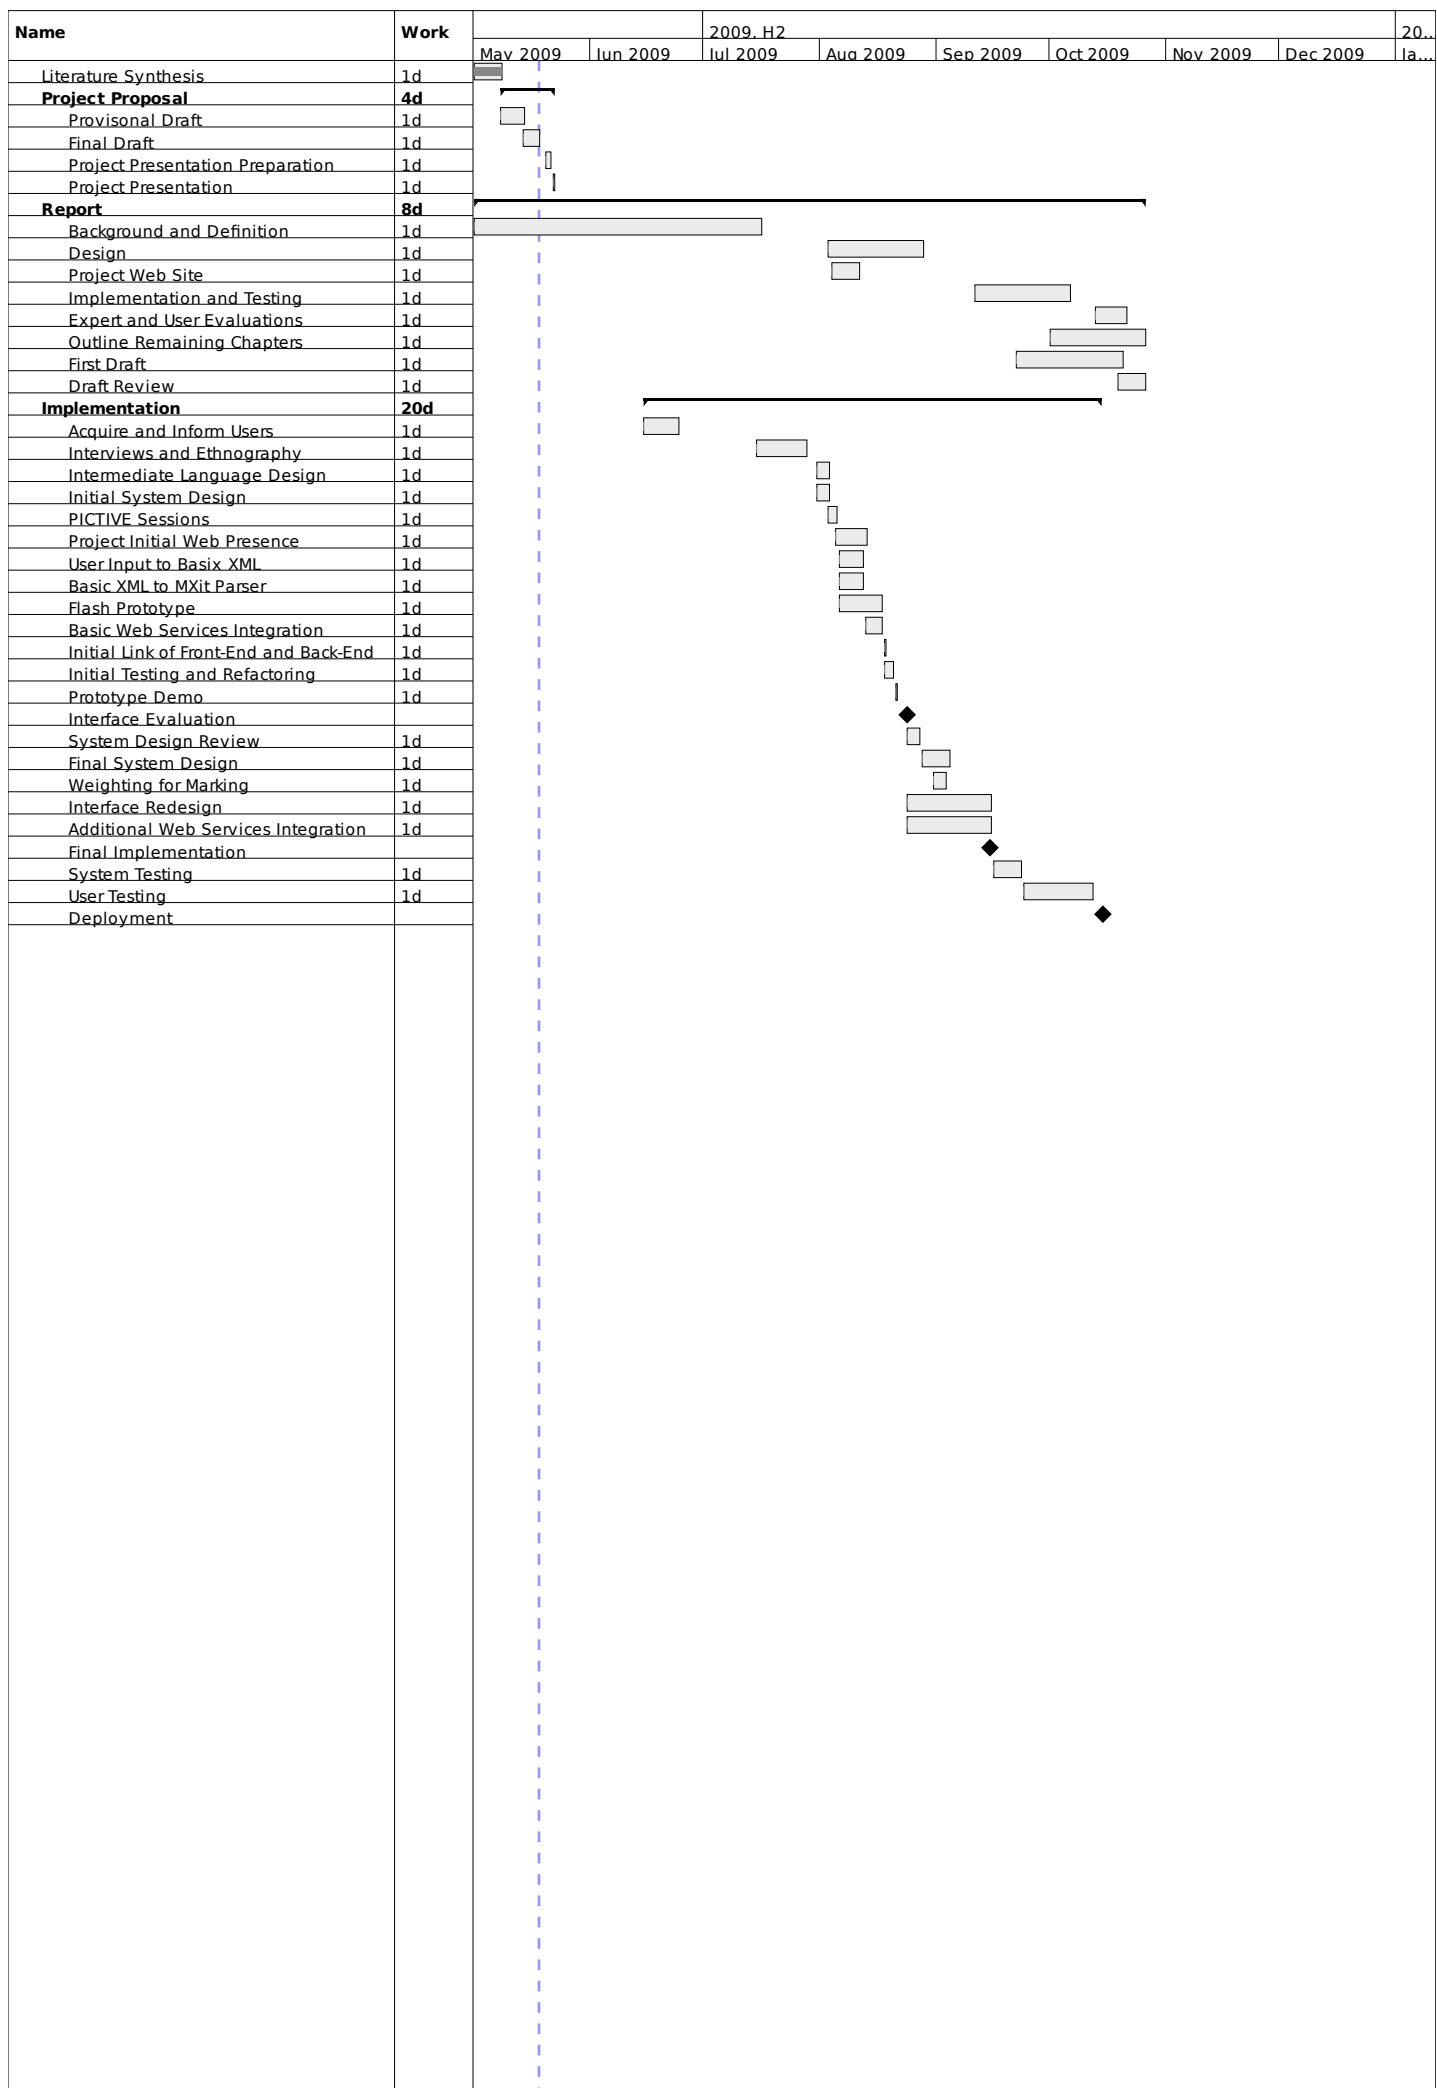 Name Work 2009, H2 20...
May 2009 Jun 2009 Jul 2009 Aug 2009 Sep 2009 Oct 2009 Nov 2009 Dec 2009 Ja...
Literature Synthesis 1d
Project Proposal 4d
Provisonal Draft 1d
Final Draft 1d
Project Presentation Preparation 1d
Project Presentation 1d
Report 8d
Background and Definition 1d
Design 1d
Project Web Site 1d
Implementation and Testing 1d
Expert and User Evaluations 1d
Outline Remaining Chapters 1d
First Draft 1d
Draft Review 1d
Implementation 20d
Acquire and Inform Users 1d
Interviews and Ethnography 1d
Intermediate Language Design 1d
Initial System Design 1d
PICTIVE Sessions 1d
Project Initial Web Presence 1d
User Input to Basix XML 1d
Basic XML to MXit Parser 1d
Flash Prototype 1d
Basic Web Services Integration 1d
Initial Link of Front-End and Back-End 1d
Initial Testing and Refactoring 1d
Prototype Demo 1d
Interface Evaluation
System Design Review 1d
Final System Design 1d
Weighting for Marking 1d
Interface Redesign 1d
Additional Web Services Integration 1d
Final Implementation
System Testing 1d
User Testing 1d
Deployment